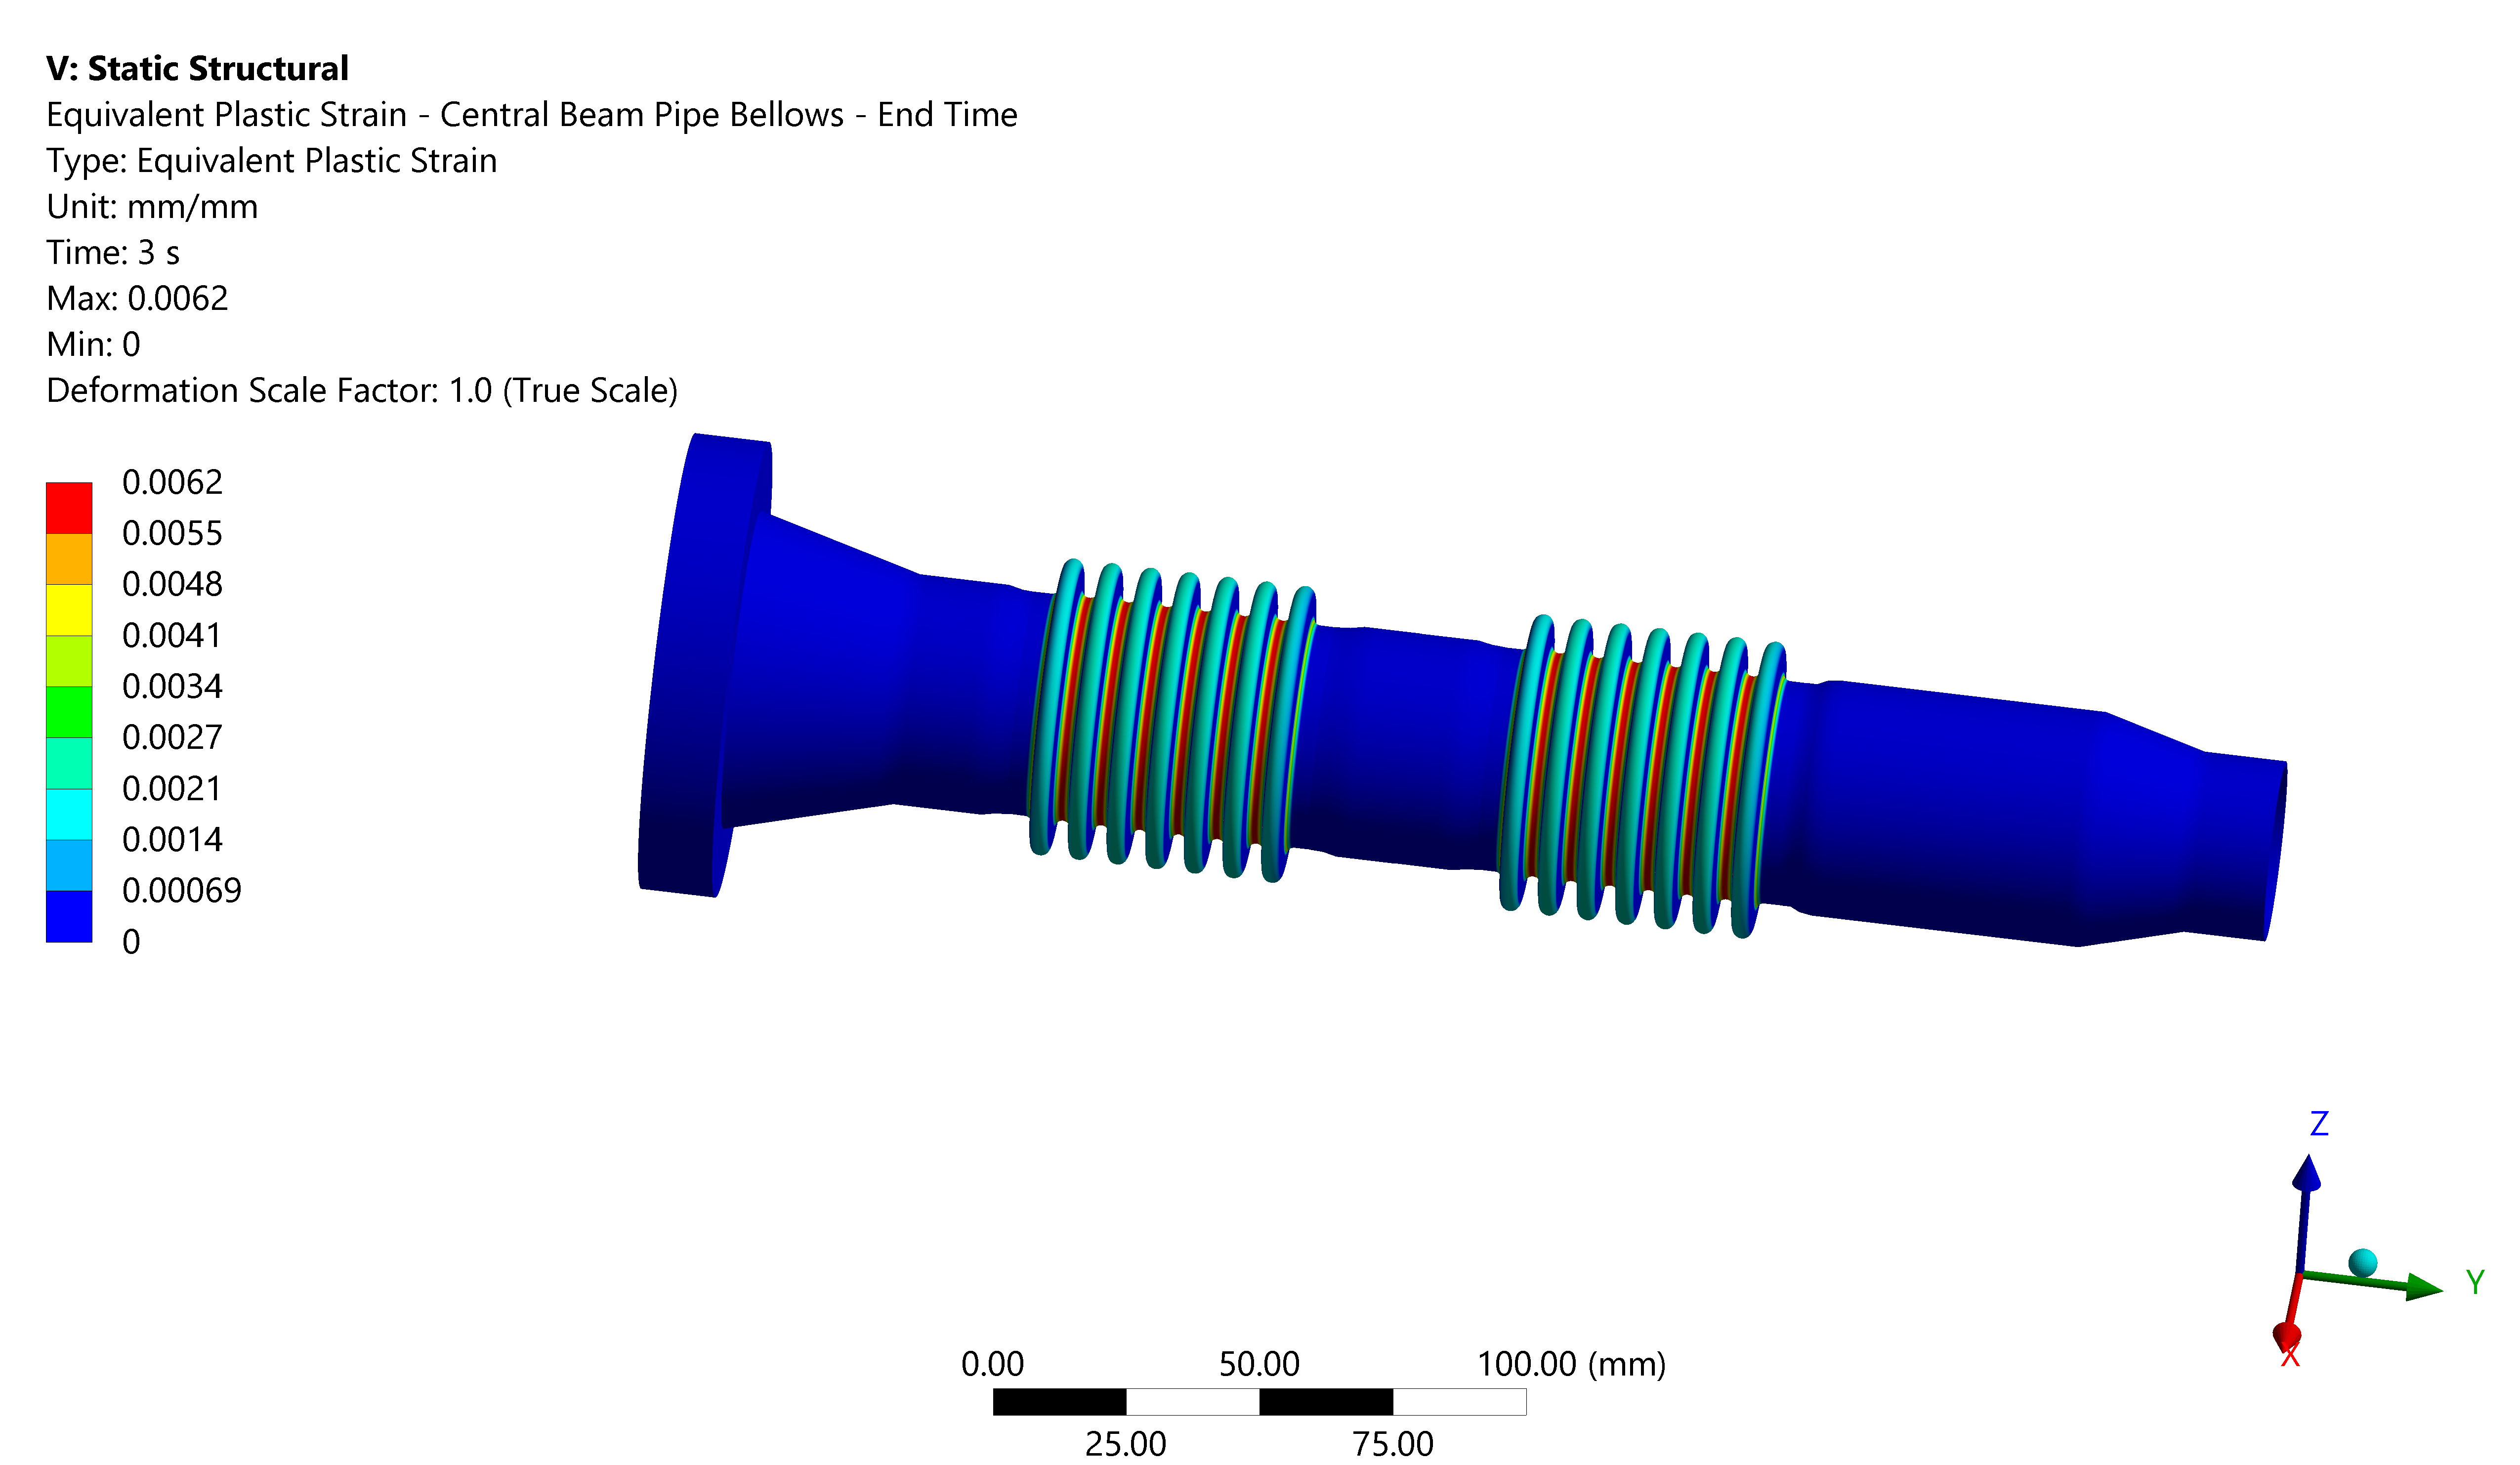 V: Static Structural
Equivalent Plastic Strain - Central Beam Pipe Bellows - End Time
Type: Equivalent Plastic Strain
Unit: mm/mm
Time: 3 s
Max: 0.0062
Min: 0
Deformation Scale Factor: 1.0 (True Scale)
0.0062
0.0055
0.0048
0.0041
0.0034
0.0027
0.0021
0.0014
0.00069
0
Z
Y
X
0.00 50.00 100.00 (mm)
25.00 75.00